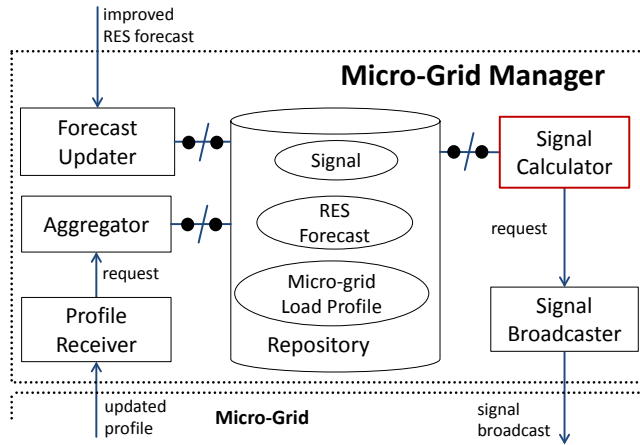 improved
RES forecast
Micro-Grid Manager
Forecast
Updater
Signal
Signal
Calculator
Aggregator
RES
Forecast
request
request
Micro-grid
Load Profile
Profile
Receiver
Signal
Broadcaster
Repository
updated
profile
Micro-Grid
signal
broadcast